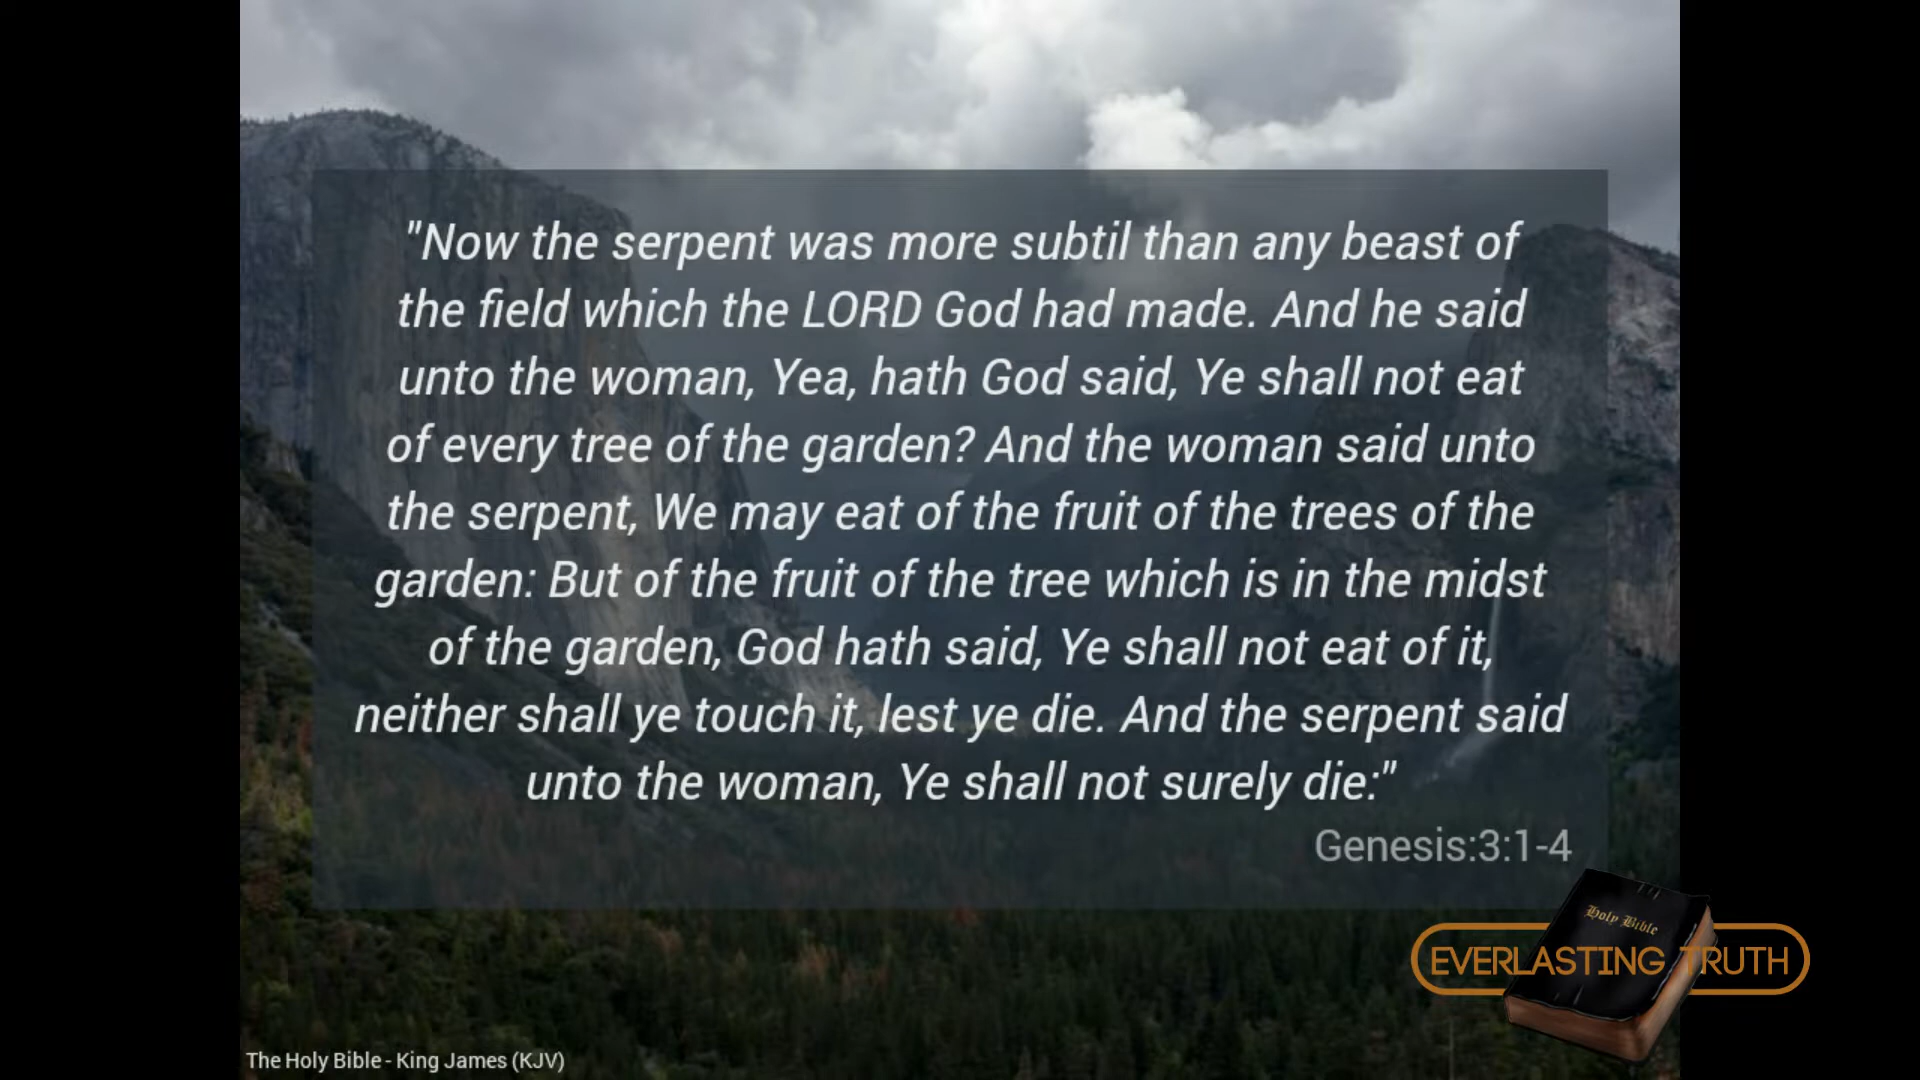 "Now the serpent was more subtil than any beast of
the field which the LORD God had made. And he said
unto the woman, Yea, hath God said, Ye shall not eat
of every tree of the garden? And the woman said unto
the serpent, We may eat of the fruit of the trees of the
garden: But of the fruit of the tree which is in the midst
of the garden, God hath said, Ye shall not eat of it,
neither shall ye touch it, lest ye die. And the serpent said
unto the woman, Ye shall not surely die:"
Genesis:3:1-4
Holy Bible
EVERLASTING TRUTH
The Holy Bible - King James (KJV)